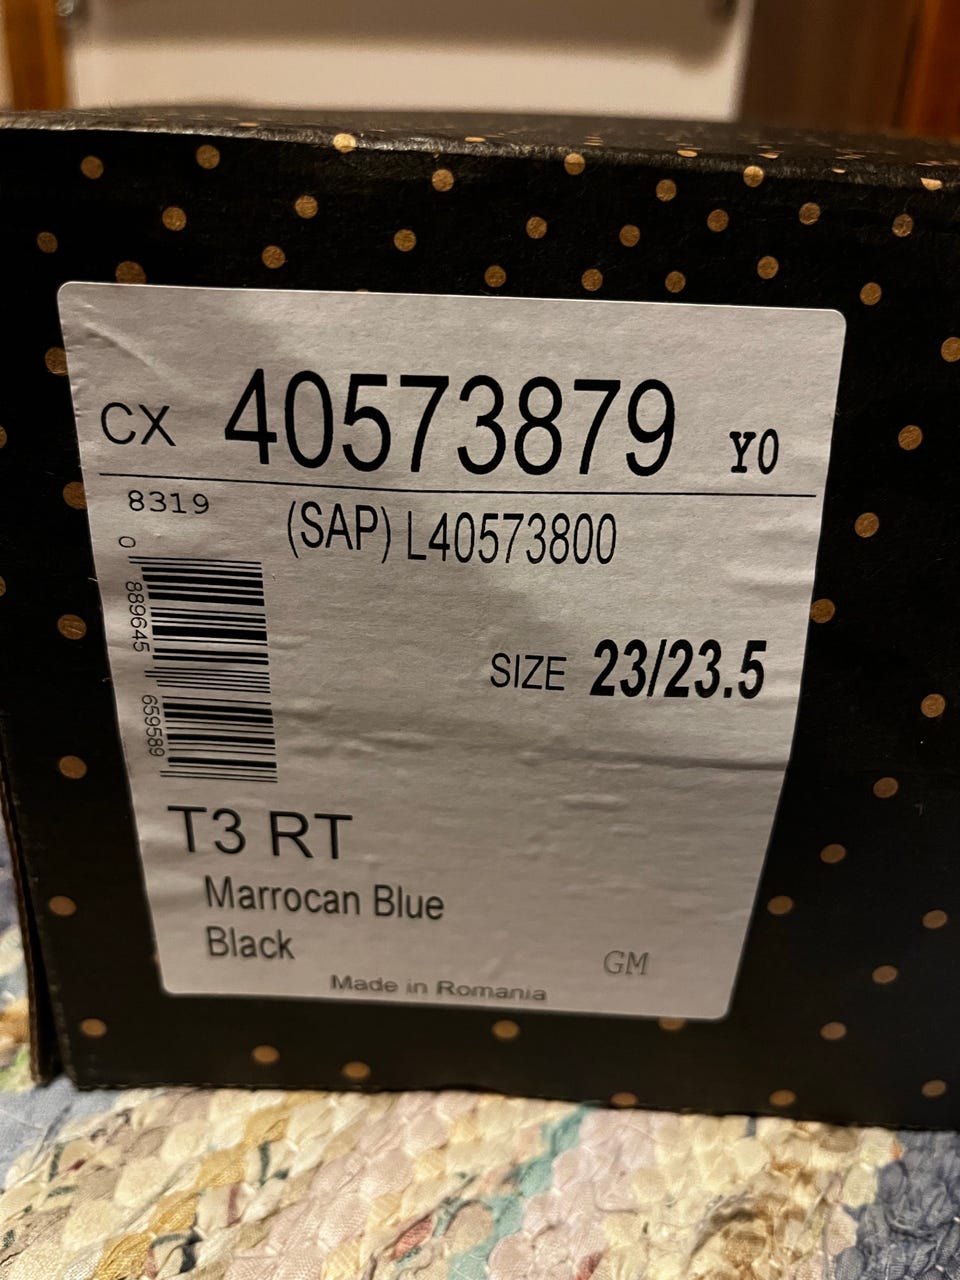 CX 40573879 Y0
8319
(SAP) L40573800
0 889645 659589
SIZE 23/23.5
T3 RT
Marrocan Blue
Black
GM
Made in Romania